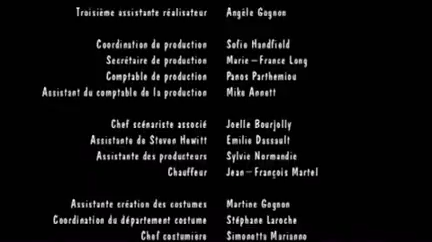 Troisième assistante réalisateur Angèle Gagnon
Coordination de production Sofie Handfield
Secrétaire de production Marie-France Long
Comptable de production Panos Parthemiou
Assistant du comptable de la production Mike Annett
Chef scénariste associé Joelle Bourjolly
Assistante de Steven Hewitt Emilie Dassault
Assistante des producteurs Sylvie Normandie
Chauffeur Jean-François Martel
Assistante création des costumes Martine Gagnon
Coordination du département costume Stéphane Laroche
Chef costumière Simonetta Marianno